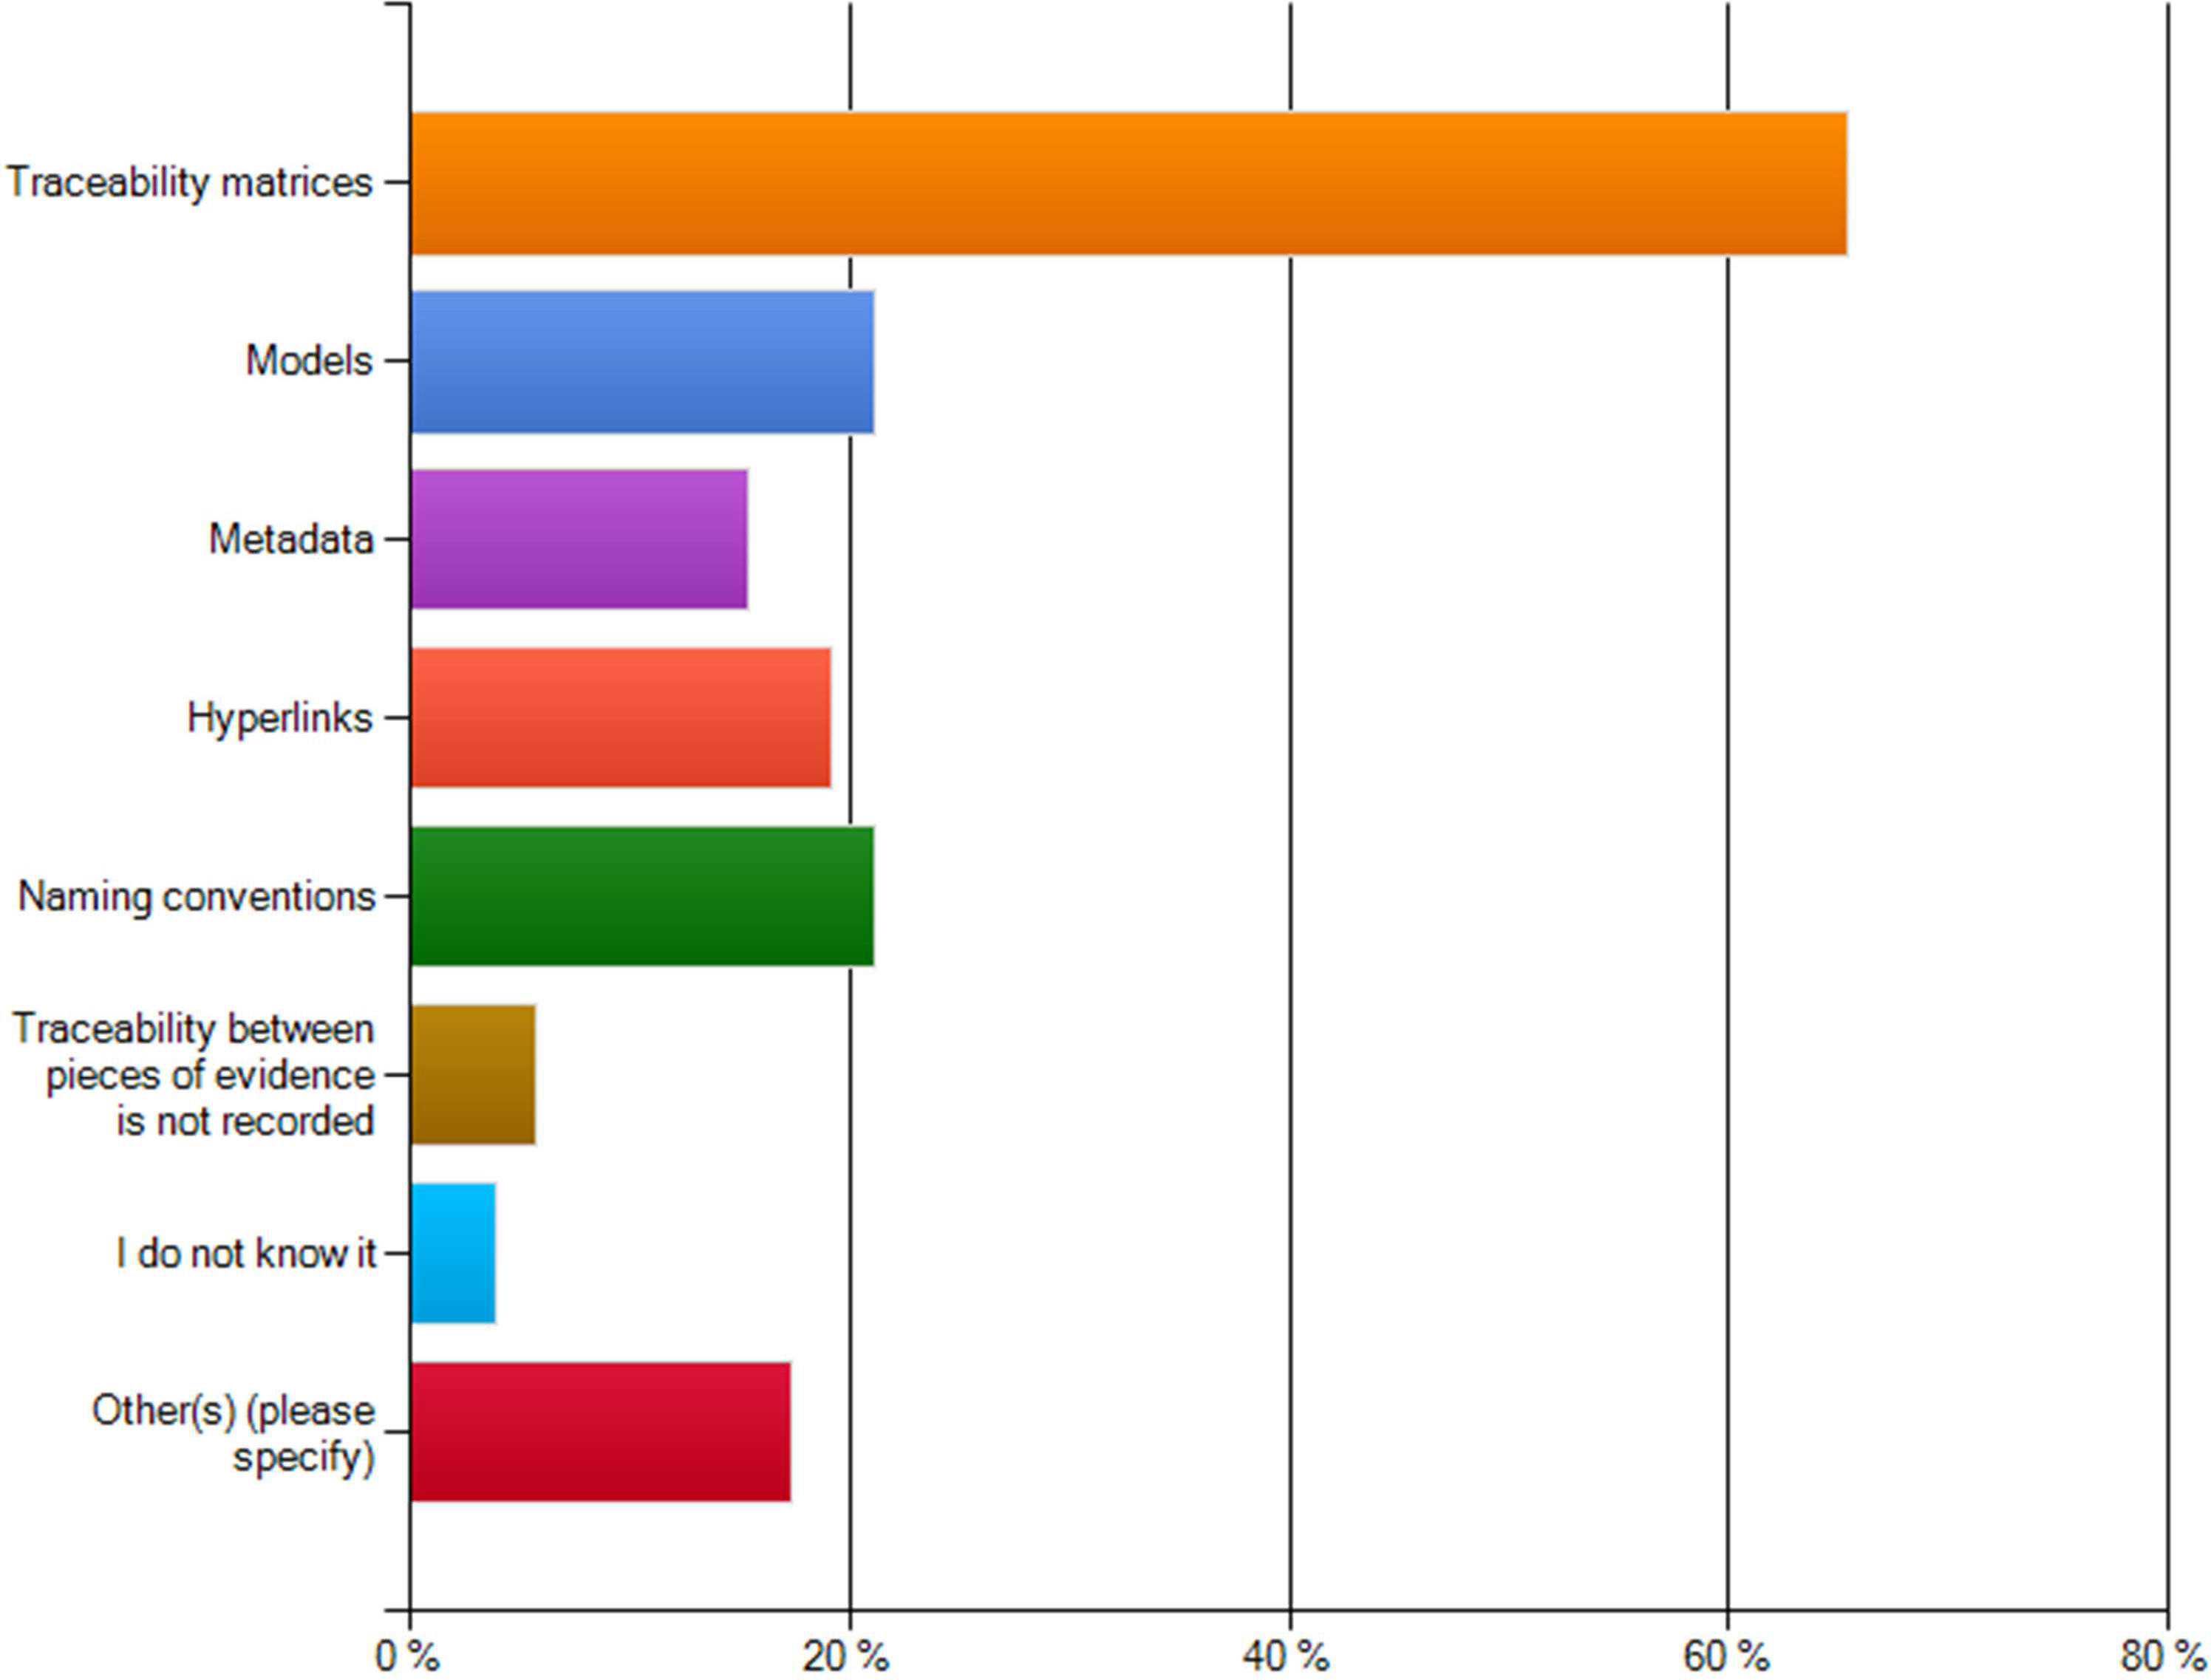 Traceability matrices
Models
Metadata
Hyperlinks
Naming conventions
Traceability between
pieces of evidence
is not recorded
I do not know it
Other(s) (please
specify)
0 %
20 %
40 %
60 %
80 %